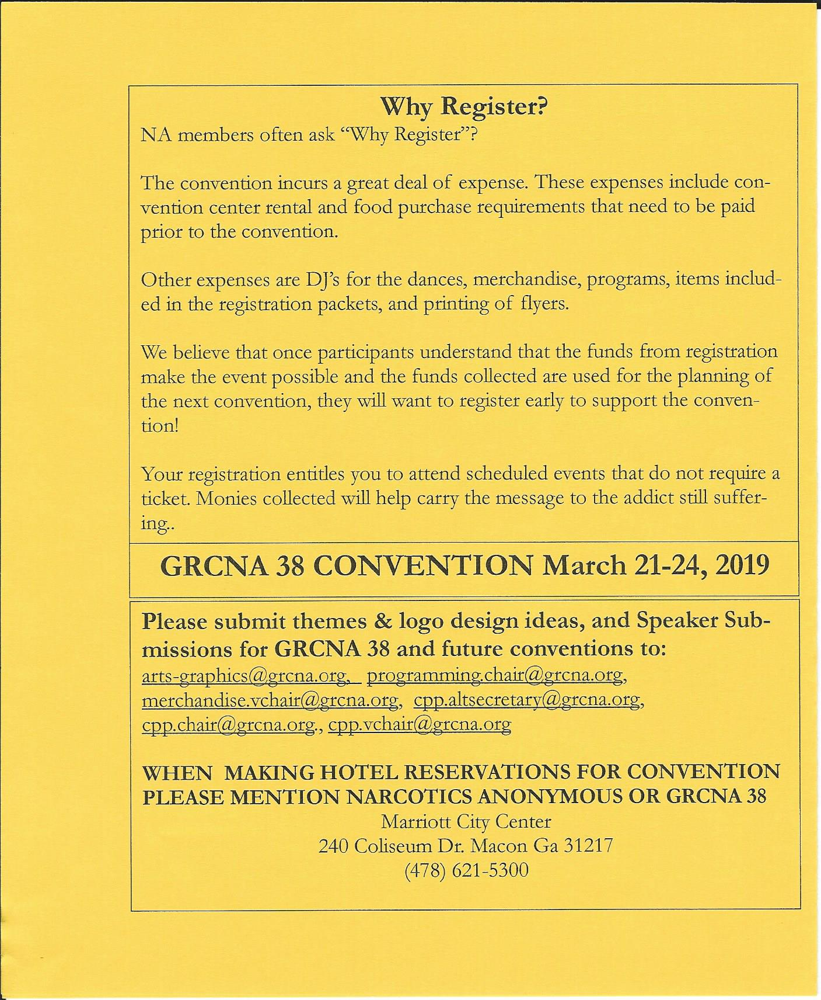 Why Register?
NA members often ask “Why Register”?
The convention incurs a great deal of expense. These expenses include con-
vention center rental and food purchase requirements that need to be paid
prior to the convention.
Other expenses are DJ’s for the dances, merchandise, programs, items includ-
ed in the registration packets, and printing of flyers.
We believe that once participants understand that the funds from registration
make the event possible and the funds collected are used for the planning of
the next convention, they will want to register early to support the conven-
tion!
Your registration entitles you to attend scheduled events that do not require a
ticket. Monies collected will help carry the message to the addict still suffer-
ing..
GRCNA 38 CONVENTION March 21-24, 2019
Please submit themes & logo design ideas, and Speaker Sub-
missions for GRCNA 38 and future conventions to:
arts-graphics@grcna.org, programming.chair@grcna.org,
merchandise.vchair@grcna.org, cpp.altsecretary@grcna.org,
cpp.chair@grcna.org., cpp.vchair@grcna.org
WHEN MAKING HOTEL RESERVATIONS FOR CONVENTION
PLEASE MENTION NARCOTICS ANONYMOUS OR GRCNA 38
Marriott City Center
240 Coliseum Dr. Macon Ga 31217
(478) 621-5300